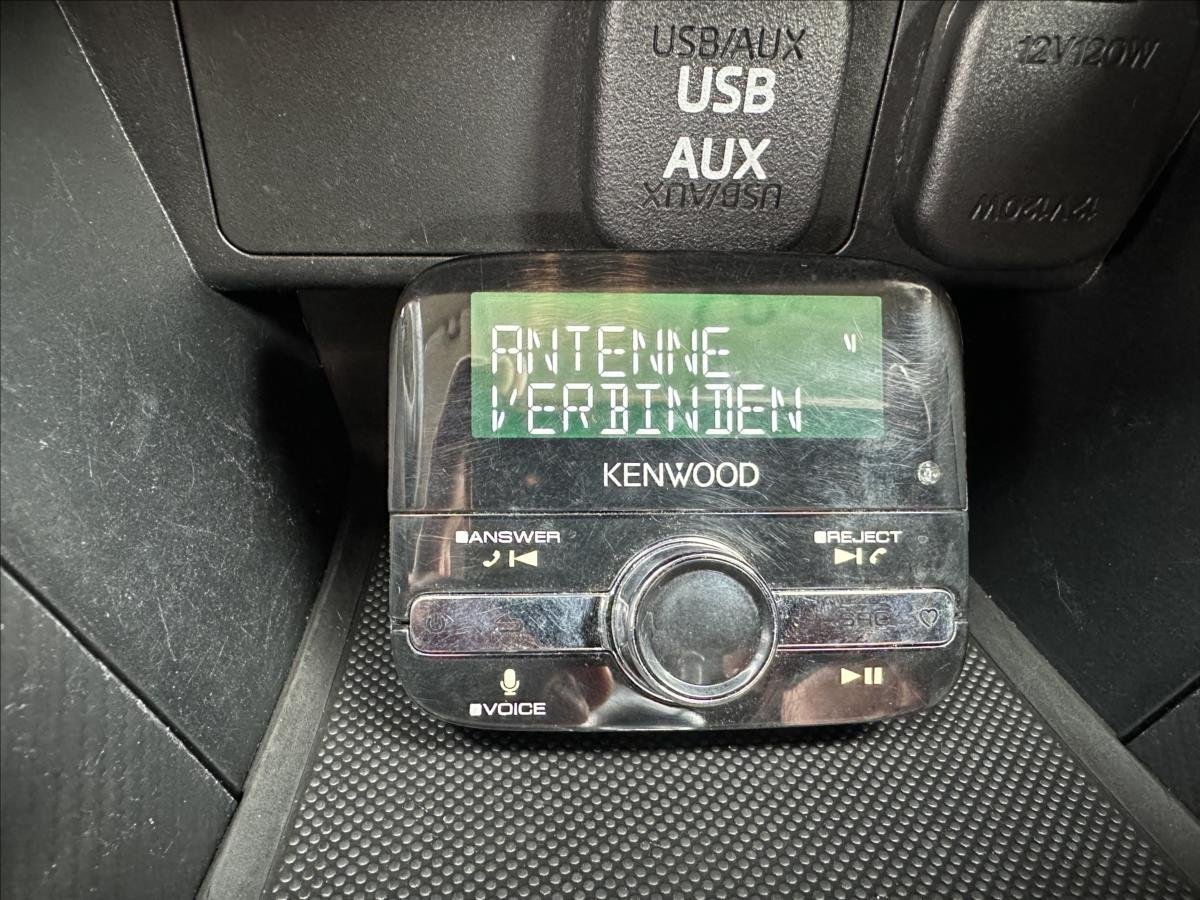 USB/AUX
USB
AUX
USB/AUX
12V120W
12V120W
ANTENNE
VERBINDEN
KENWOOD
ANSWER
REJECT
VOICE